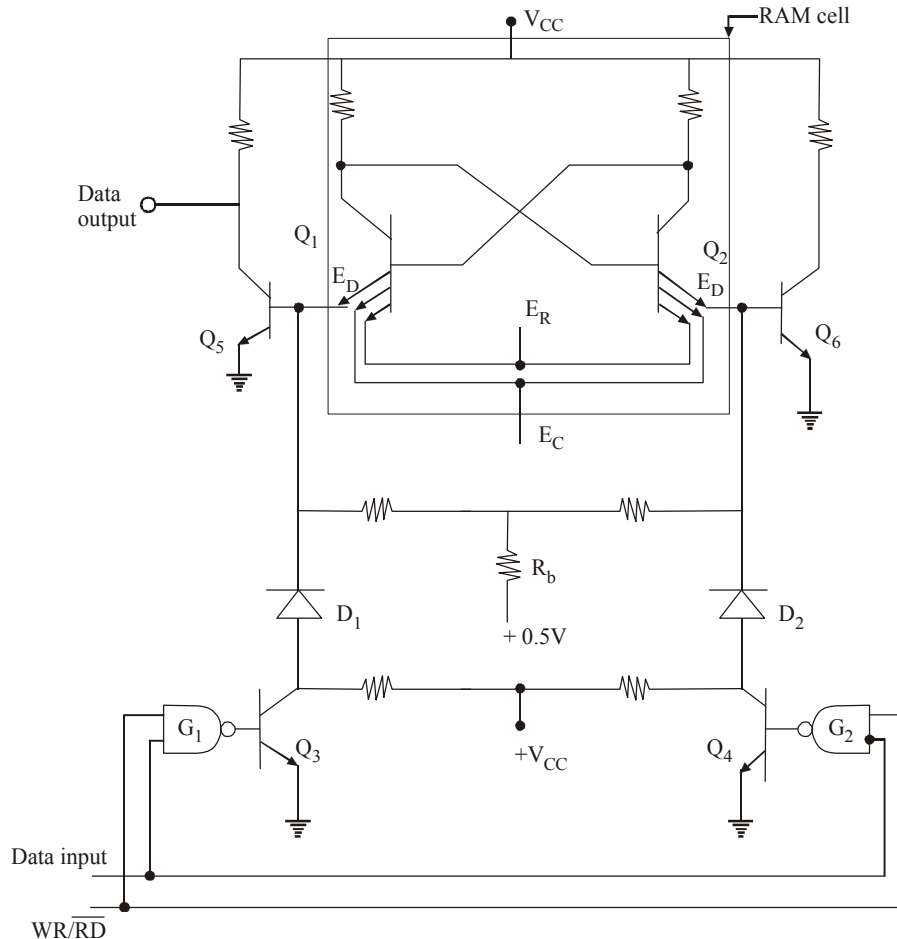 V_CC
RAM cell
Data
output
Q_1
Q_2
E_D
E_D
E_R
Q_5
Q_6
E_C
R_b
D_1
D_2
+ 0.5V
G_1
G_2
Q_3
Q_4
+V_CC
Data input
WR/R̅D̅